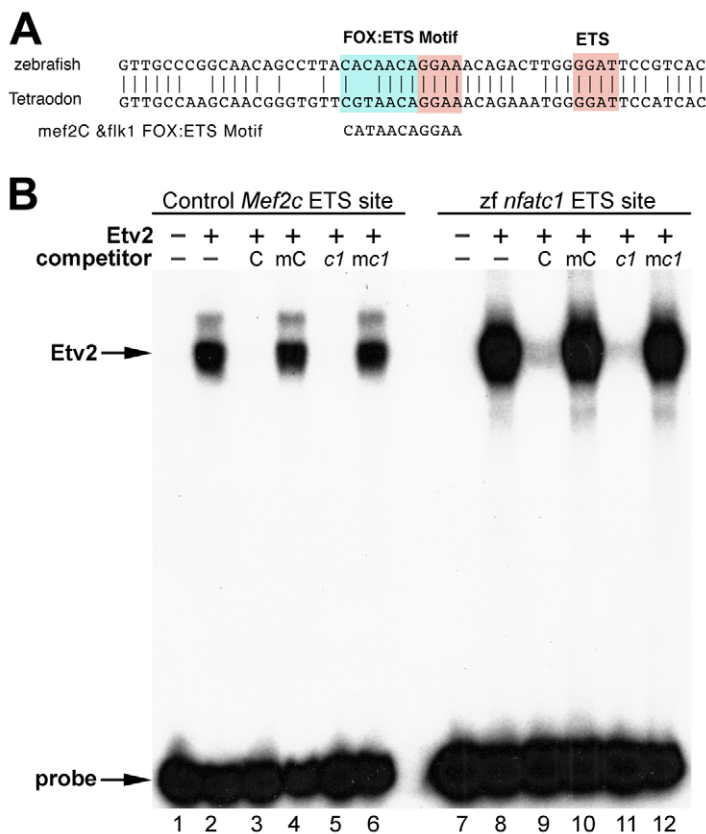 A
FOX:ETS Motif ETS
zebrafish GTTGCCCGGCAACAGCCTTACACAACAGGAAACAGACTTGGGGGATTCCGTCAC
Tetraodon GTTGCCAAGCAACGGGTGTTCGTAACAGGAAACAGAAATGGGGGATTCCATCAC
mef2C &flk1 FOX:ETS Motif CATAACAGGAA
B
Control Mef2c ETS site zf nfatc1 ETS site
Etv2 – + + + + + – + + + + +
competitor – – C mC c1 mc1 – – C mC c1 mc1
Etv2
probe
1 2 3 4 5 6 7 8 9 10 11 12